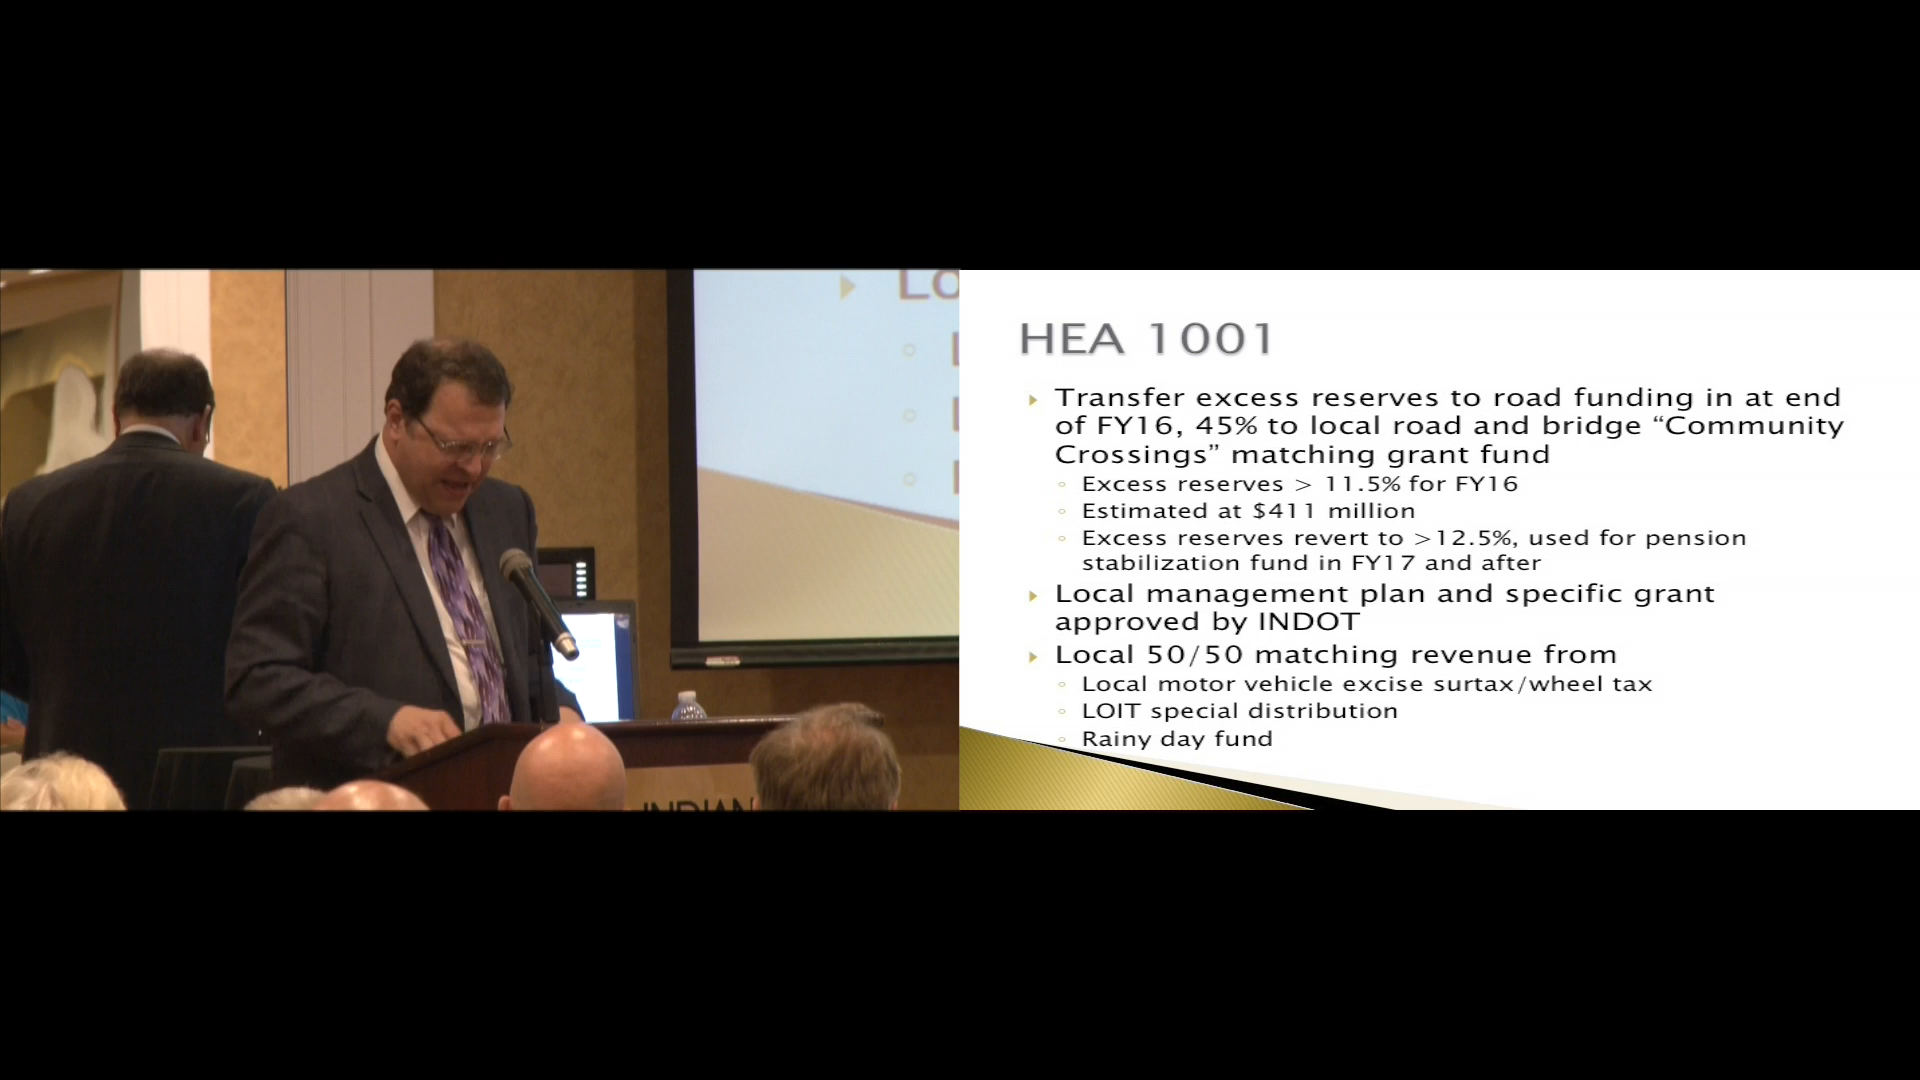 LO
HEA 1001
Transfer excess reserves to road funding in at end
of FY16, 45% to local road and bridge “Community
Crossings” matching grant fund
Excess reserves > 11.5% for FY16
Estimated at $411 million
Excess reserves revert to >12.5%, used for pension
stabilization fund in FY17 and after
Local management plan and specific grant
approved by INDOT
Local 50/50 matching revenue from
Local motor vehicle excise surtax/wheel tax
LOIT special distribution
Rainy day fund
INDIAN